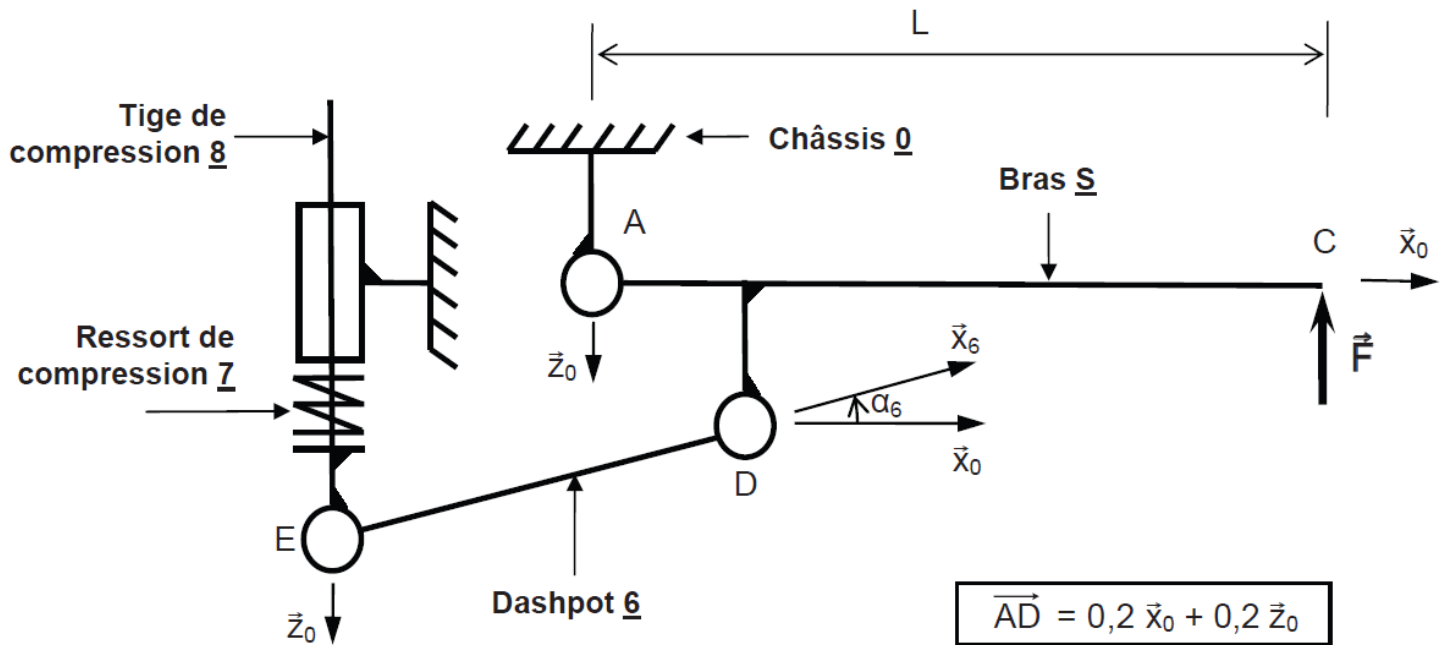 L
Tige de
compression 8
Châssis 0
Bras S
A
C
x⃗₀
Ressort de
compression 7
z⃗₀
x⃗₆
α₆
x⃗₀
F⃗
D
E
Dashpot 6
z⃗₀
AD⃗ = 0,2 x⃗₀ + 0,2 z⃗₀